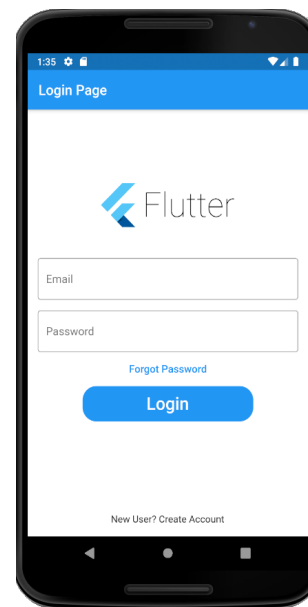 1:35
Login Page
Flutter
Email
Password
Forgot Password
Login
New User? Create Account